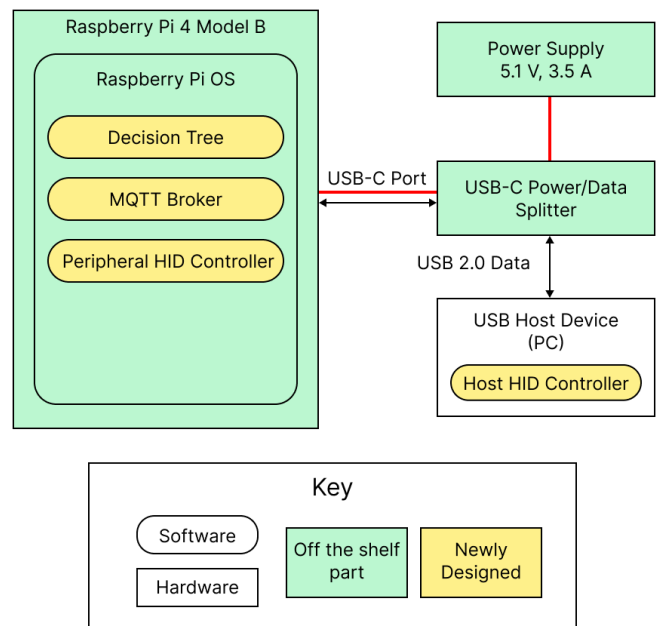 Raspberry Pi 4 Model B
Raspberry Pi OS
Decision Tree
MQTT Broker
Peripheral HID Controller
USB-C Port
Power Supply
5.1 V, 3.5 A
USB-C Power/Data
Splitter
USB 2.0 Data
USB Host Device
(PC)
Host HID Controller
Key
Software
Hardware
Off the shelf
part
Newly
Designed